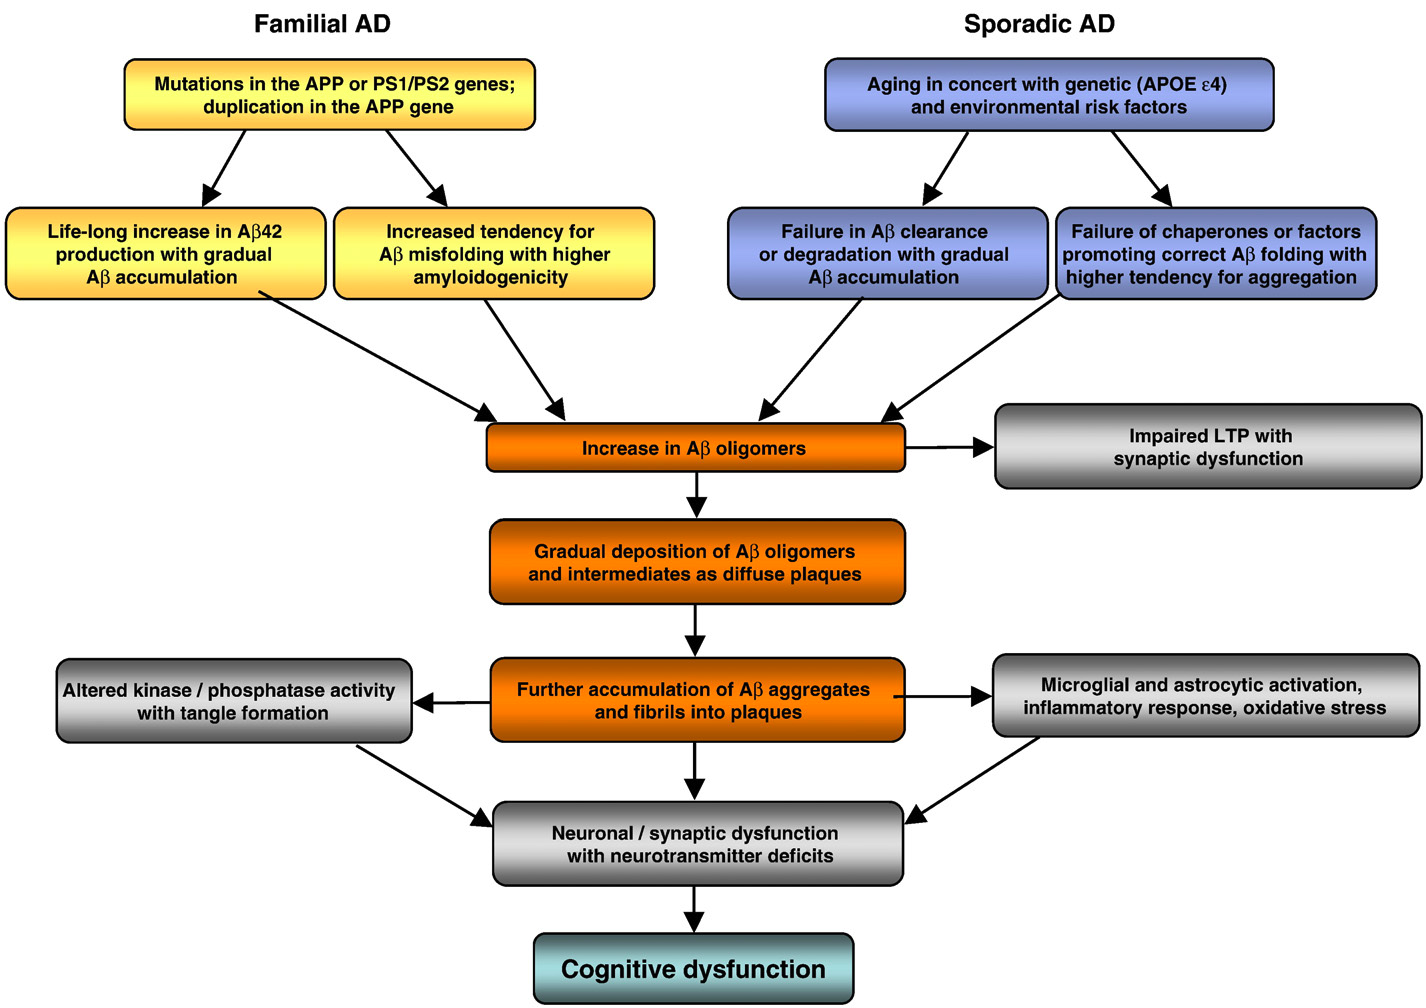 Familial AD
Sporadic AD
Mutations in the APP or PS1/PS2 genes;
duplication in the APP gene
Aging in concert with genetic (APOE ε4)
and environmental risk factors
Life-long increase in Aβ42
production with gradual
Aβ accumulation
Increased tendency for
Aβ misfolding with higher
amyloidogenicity
Failure in Aβ clearance
or degradation with gradual
Aβ accumulation
Failure of chaperones or factors
promoting correct Aβ folding with
higher tendency for aggregation
Increase in Aβ oligomers
Impaired LTP with
synaptic dysfunction
Gradual deposition of Aβ oligomers
and intermediates as diffuse plaques
Altered kinase / phosphatase activity
with tangle formation
Further accumulation of Aβ aggregates
and fibrils into plaques
Microglial and astrocytic activation,
inflammatory response, oxidative stress
Neuronal / synaptic dysfunction
with neurotransmitter deficits
Cognitive dysfunction